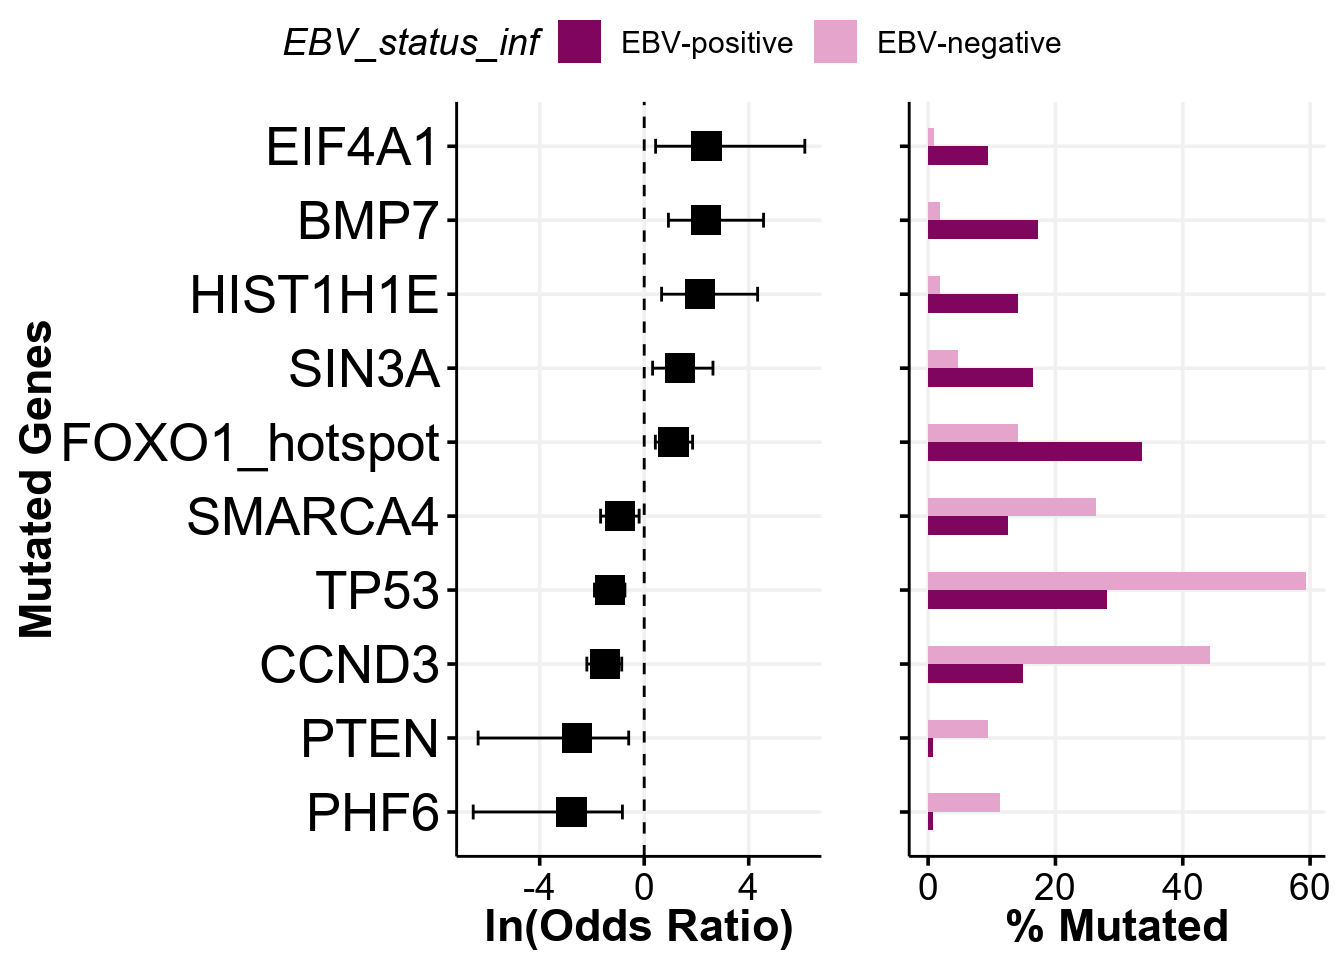 EBV_status_inf EBV-positive EBV-negative
Mutated Genes
EIF4A1
BMP7
HIST1H1E
SIN3A
FOXO1_hotspot
SMARCA4
TP53
CCND3
PTEN
PHF6
-4 0 4
ln(Odds Ratio)
0 20 40 60
% Mutated